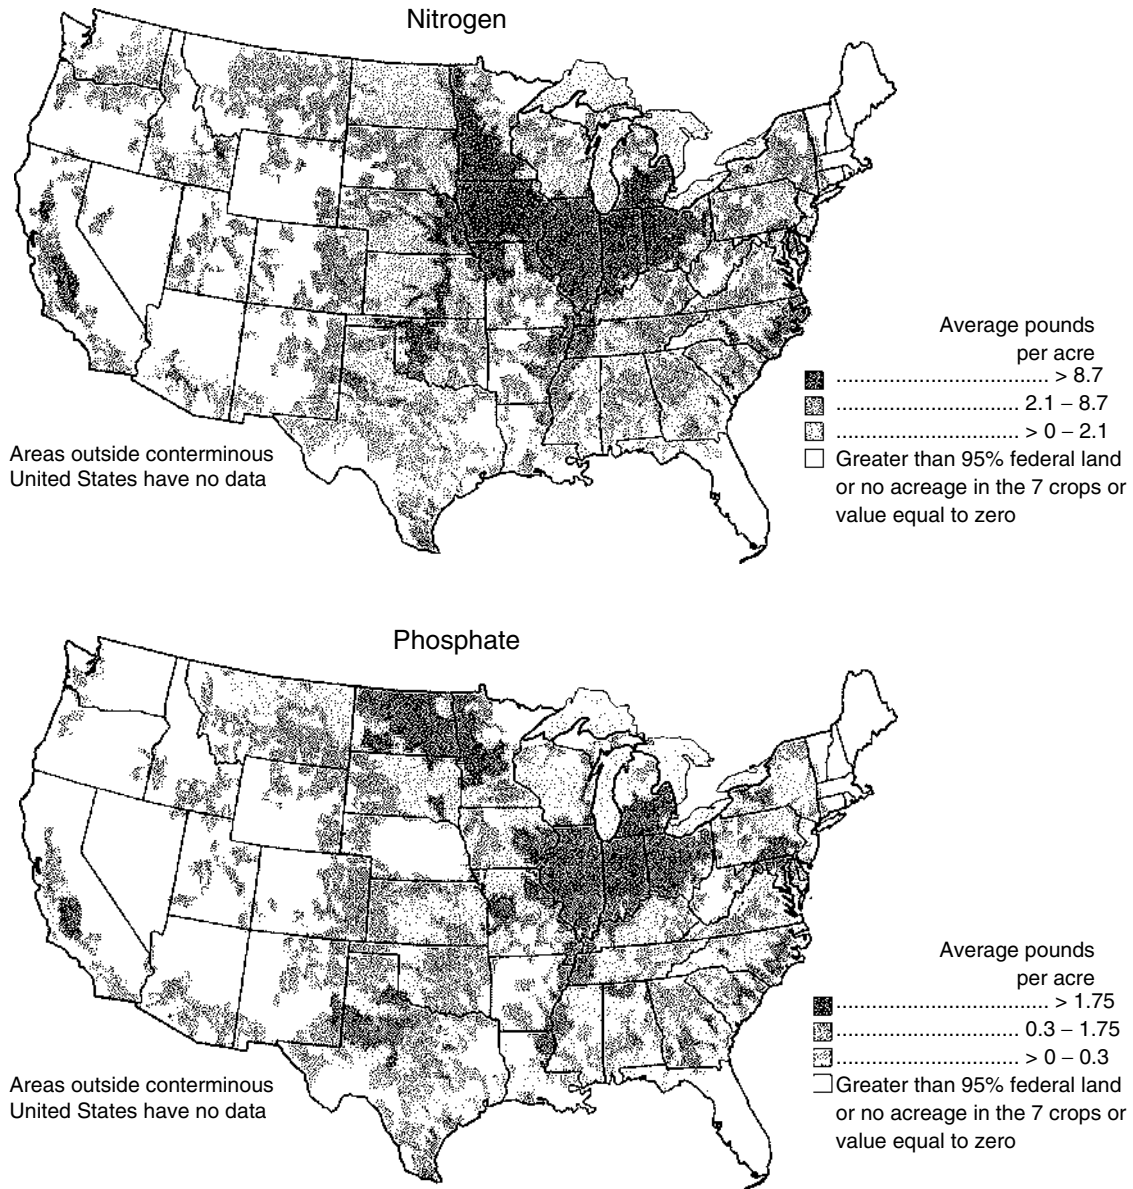 Nitrogen
Average pounds
per acre
.................................... > 8.7
............................... 2.1 – 8.7
............................... > 0 – 2.1
Greater than 95% federal land
or no acreage in the 7 crops or
value equal to zero
Areas outside conterminous
United States have no data
Phosphate
Average pounds
per acre
.................................... > 1.75
............................... 0.3 – 1.75
............................... > 0 – 0.3
Greater than 95% federal land
or no acreage in the 7 crops or
value equal to zero
Areas outside conterminous
United States have no data